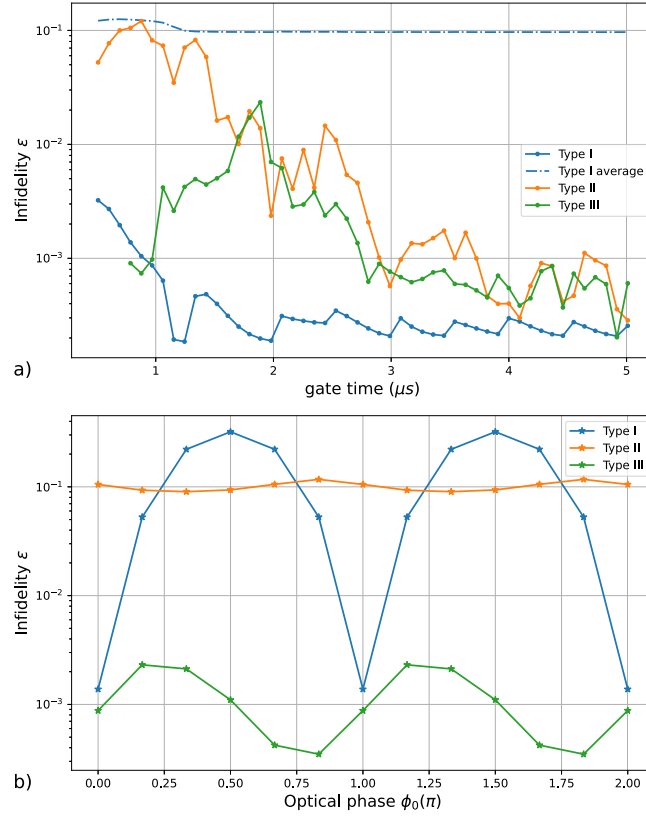 10⁻¹
10⁻²
10⁻³
Infidelity ε
Type I
Type I average
Type II
Type III
1 2 3 4 5
gate time (μs)
a)
10⁻¹
10⁻²
10⁻³
Infidelity ε
Type I
Type II
Type III
0.00 0.25 0.50 0.75 1.00 1.25 1.50 1.75 2.00
Optical phase ϕ₀(π)
b)